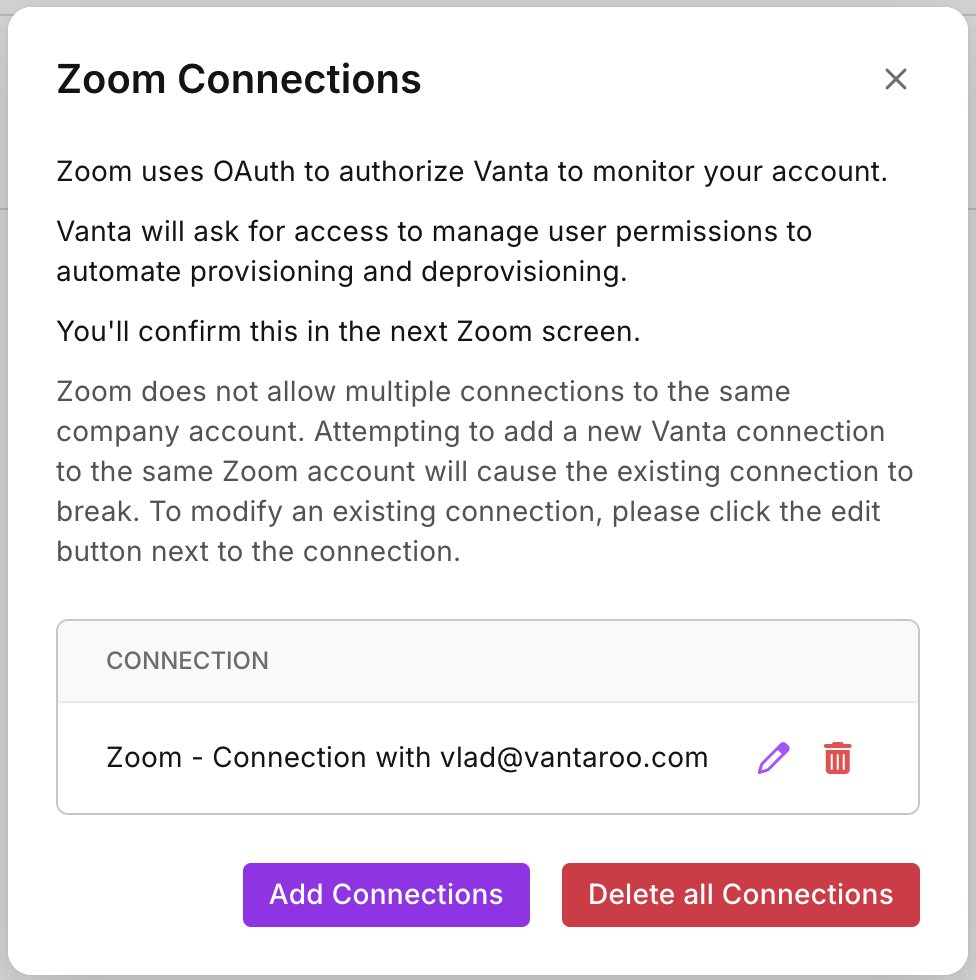 Zoom Connections
Zoom uses OAuth to authorize Vanta to monitor your account.
Vanta will ask for access to manage user permissions to
automate provisioning and deprovisioning.
You'll confirm this in the next Zoom screen.
Zoom does not allow multiple connections to the same
company account. Attempting to add a new Vanta connection
to the same Zoom account will cause the existing connection to
break. To modify an existing connection, please click the edit
button next to the connection.
CONNECTION
Zoom - Connection with vlad@vantaroo.com
Add Connections
Delete all Connections